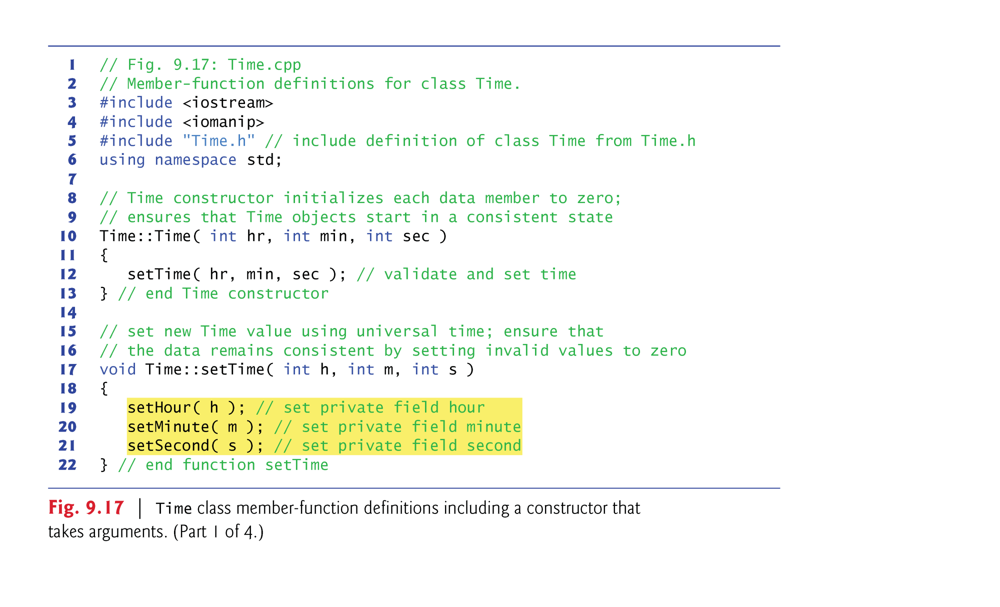 1 // Fig. 9.17: Time.cpp
2 // Member-function definitions for class Time.
3 #include <iostream>
4 #include <iomanip>
5 #include "Time.h" // include definition of class Time from Time.h
6 using namespace std;
7
8 // Time constructor initializes each data member to zero;
9 // ensures that Time objects start in a consistent state
10 Time::Time( int hr, int min, int sec )
11 {
12    setTime( hr, min, sec ); // validate and set time
13 } // end Time constructor
14
15 // set new Time value using universal time; ensure that
16 // the data remains consistent by setting invalid values to zero
17 void Time::setTime( int h, int m, int s )
18 {
19    setHour( h ); // set private field hour
20    setMinute( m ); // set private field minute
21    setSecond( s ); // set private field second
22 } // end function setTime
Fig. 9.17 | Time class member-function definitions including a constructor that
takes arguments. (Part 1 of 4.)